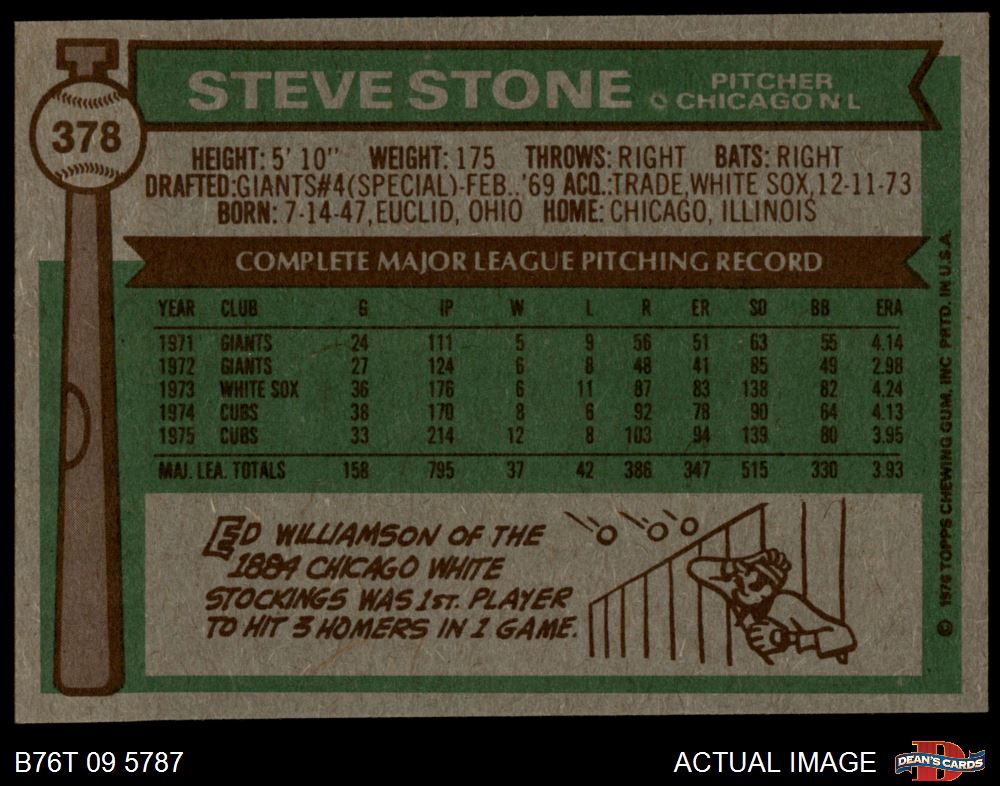 STEVE STONE
PITCHER
CHICAGO N L
378
HEIGHT: 5' 10" WEIGHT: 175 THROWS: RIGHT BATS: RIGHT
DRAFTED:GIANTS#4(SPECIAL)-FEB..'69 ACQ.:TRADE,WHITE SOX,12-11-73
BORN: 7-14-47,EUCLID, OHIO HOME: CHICAGO, ILLINOIS
COMPLETE MAJOR LEAGUE PITCHING RECORD
YEAR CLUB G IP W L R ER SO BB ERA
1971 GIANTS 24 111 5 9 56 51 63 55 4.14
1972 GIANTS 27 124 6 8 48 41 85 49 2.98
1973 WHITE SOX 36 176 6 11 87 83 138 82 4.24
1974 CUBS 38 170 8 6 92 78 90 64 4.13
1975 CUBS 33 214 12 8 103 94 139 80 3.95
MAJ. LEA. TOTALS 158 795 37 42 386 347 515 330 3.93
ED WILLIAMSON OF THE
1884 CHICAGO WHITE
STOCKINGS WAS 1ST. PLAYER
TO HIT 3 HOMERS IN 1 GAME.
© 1976 TOPPS CHEWING GUM, INC PRTD. IN U.S.A.
B76T 09 5787
ACTUAL IMAGE
D
DEAN'S CARDS